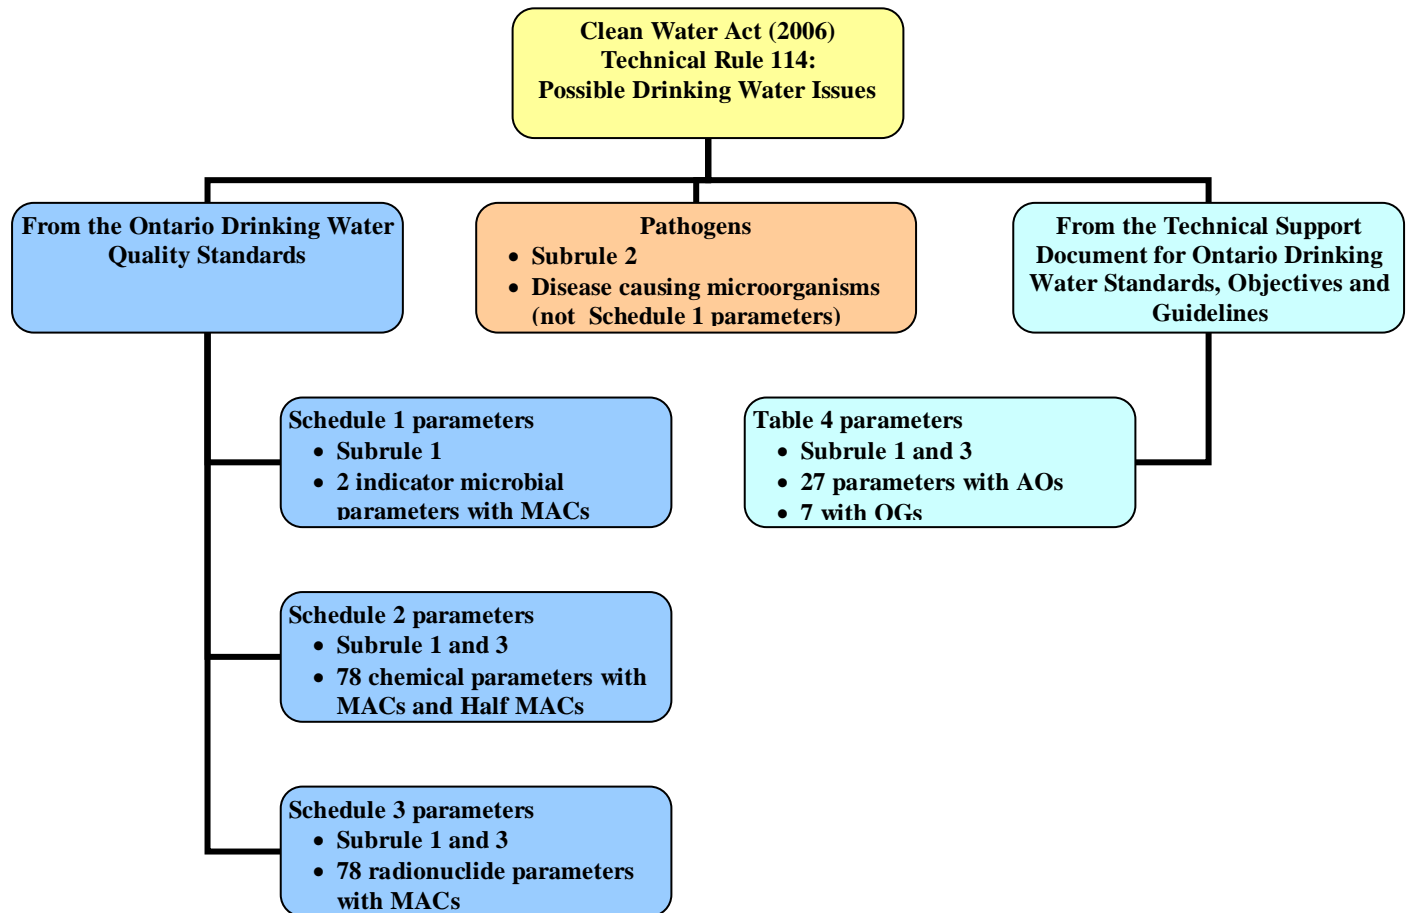 Clean Water Act (2006)
Technical Rule 114:
Possible Drinking Water Issues
From the Ontario Drinking Water
Quality Standards
Pathogens
• Subrule 2
• Disease causing microorganisms
(not Schedule 1 parameters)
From the Technical Support
Document for Ontario Drinking
Water Standards, Objectives and
Guidelines
Schedule 1 parameters
• Subrule 1
• 2 indicator microbial
parameters with MACs
Table 4 parameters
• Subrule 1 and 3
• 27 parameters with AOs
• 7 with OGs
Schedule 2 parameters
• Subrule 1 and 3
• 78 chemical parameters with
MACs and Half MACs
Schedule 3 parameters
• Subrule 1 and 3
• 78 radionuclide parameters
with MACs